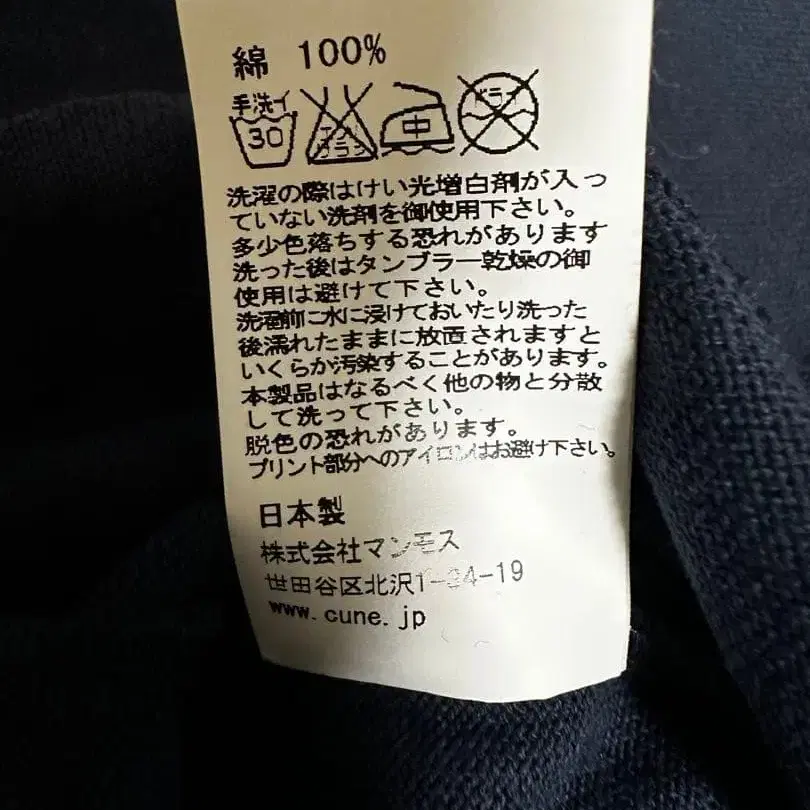 綿 100%
手洗イ
30 エンソ サラシ 中 ドライ
洗濯の際はけい光増白剤が入っ
ていない洗剤を御使用下さい。
多少色落ちする恐れがあります
洗った後はタンブラー乾燥の御
使用は避けて下さい。
洗濯前に水に浸けておいたり洗った
後濡れたままに放置されますと
いくらか汚染することがあります。
本製品はなるべく他の物と分散
して洗って下さい。
脱色の恐れがあります。
プリント部分へのアイロンはお避け下さい。
日本製
株式会社マンモス
世田谷区北沢1-34-19
www.cune.jp